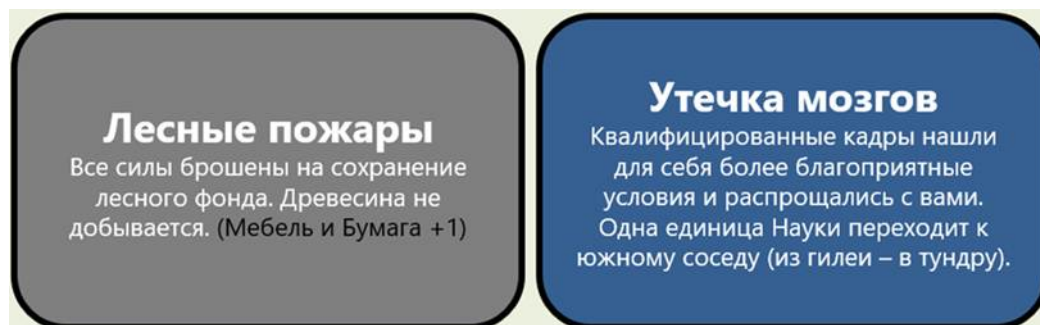 Лесные пожары
Все силы брошены на сохранение
лесного фонда. Древесина не
добывается. (Мебель и Бумага +1)
Утечка мозгов
Квалифицированные кадры нашли
для себя более благоприятные
условия и распрощались с вами.
Одна единица Науки переходит к
южному соседу (из гилеи – в тундру).